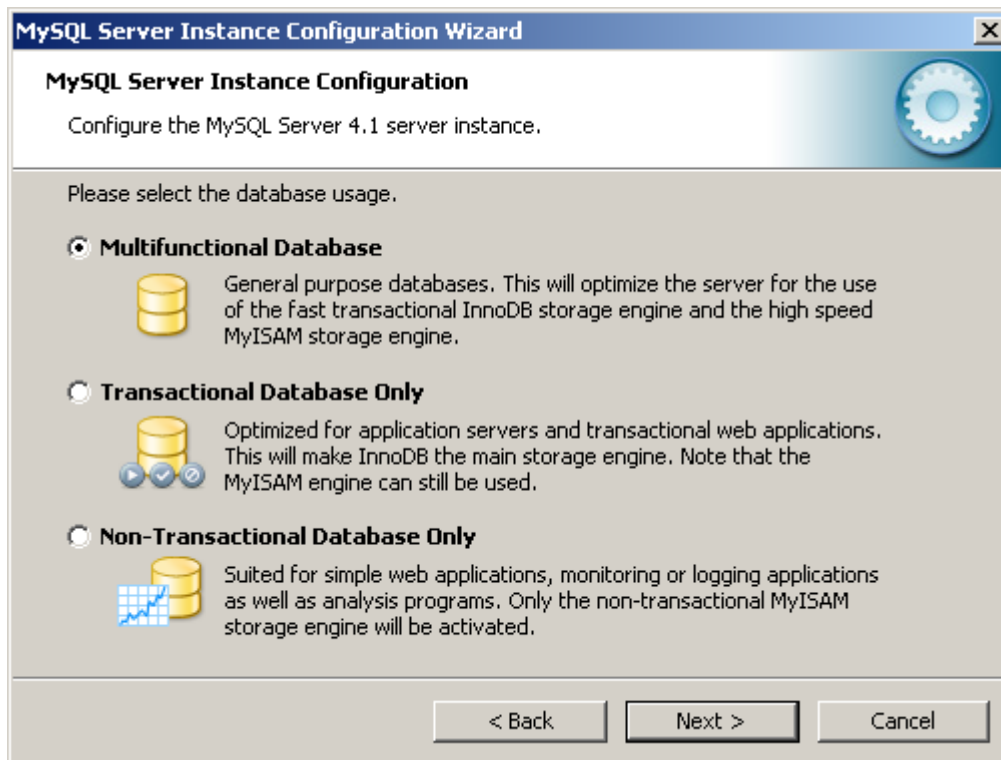 MySQL Server Instance Configuration Wizard
MySQL Server Instance Configuration
Configure the MySQL Server 4.1 server instance.
Please select the database usage.
Multifunctional Database
General purpose databases. This will optimize the server for the use
of the fast transactional InnoDB storage engine and the high speed
MyISAM storage engine.
Transactional Database Only
Optimized for application servers and transactional web applications.
This will make InnoDB the main storage engine. Note that the
MyISAM engine can still be used.
Non-Transactional Database Only
Suited for simple web applications, monitoring or logging applications
as well as analysis programs. Only the non-transactional MyISAM
storage engine will be activated.
< Back
Next >
Cancel